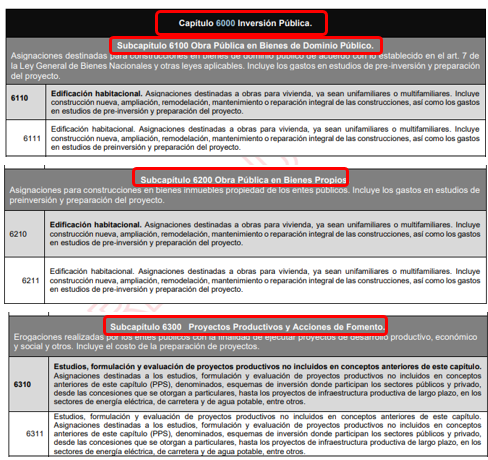 Capítulo 6000 Inversión Pública.
Subcapítulo 6100 Obra Pública en Bienes de Dominio Público.
Asignaciones destinadas para construcciones en bienes de dominio público de acuerdo con lo establecido en el art. 7 de
la Ley General de Bienes Nacionales y otras leyes aplicables. Incluye los gastos en estudios de pre-inversión y preparación
del proyecto.
6110
Edificación habitacional. Asignaciones destinadas a obras para vivienda, ya sean unifamiliares o multifamiliares. Incluye
construcción nueva, ampliación, remodelación, mantenimiento o reparación integral de las construcciones, así como los gastos
en estudios de pre-inversión y preparación del proyecto.
6111
Edificación habitacional. Asignaciones destinadas a obras para vivienda, ya sean unifamiliares o multifamiliares. Incluye
construcción nueva, ampliación, remodelación, mantenimiento o reparación integral de las construcciones, así como los gastos
en estudios de preinversión y preparación del proyecto.
Subcapítulo 6200 Obra Pública en Bienes Propios
Asignaciones para construcciones en bienes inmuebles propiedad de los entes públicos. Incluye los gastos en estudios de
preinversión y preparación del proyecto.
6210
Edificación habitacional. Asignaciones destinadas a obras para vivienda, ya sean unifamiliares o multifamiliares. Incluye
construcción nueva, ampliación, remodelación, mantenimiento o reparación integral de las construcciones, así como los gastos
en estudios de pre-inversión y preparación del proyecto.
6211
Edificación habitacional. Asignaciones destinadas a obras para vivienda, ya sean unifamiliares o multifamiliares. Incluye
construcción nueva, ampliación, remodelación, mantenimiento o reparación integral de las construcciones, así como los gastos
en estudios de pre-inversión y preparación del proyecto.
Subcapítulo 6300 Proyectos Productivos y Acciones de Fomento.
Erogaciones realizadas por los entes públicos con la finalidad de ejecutar proyectos de desarrollo productivo, económico
y social y otros. Incluye el costo de la preparación de proyectos.
6310
Estudios, formulación y evaluación de proyectos productivos no incluidos en conceptos anteriores de este capítulo.
Asignaciones destinadas a los estudios, formulación y evaluación de proyectos productivos no incluidos en conceptos
anteriores de este capítulo (PPS), denominados, esquemas de inversión donde participan los sectores públicos y privado,
desde las concesiones que se otorgan a particulares, hasta los proyectos de infraestructura productiva de largo plazo, en los
sectores de energía eléctrica, de carretera y de agua potable, entre otros.
6311
Estudios, formulación y evaluación de proyectos productivos no incluidos en conceptos anteriores de este capítulo.
Asignaciones destinadas a los estudios, formulación y evaluación de proyectos productivos no incluidos en conceptos
anteriores de este capítulo (PPS), denominados, esquemas de inversión donde participan los sectores públicos y privado,
desde las concesiones que se otorgan a particulares, hasta los proyectos de infraestructura productiva de largo plazo, en los
sectores de energía eléctrica, de carretera y de agua potable, entre otros.